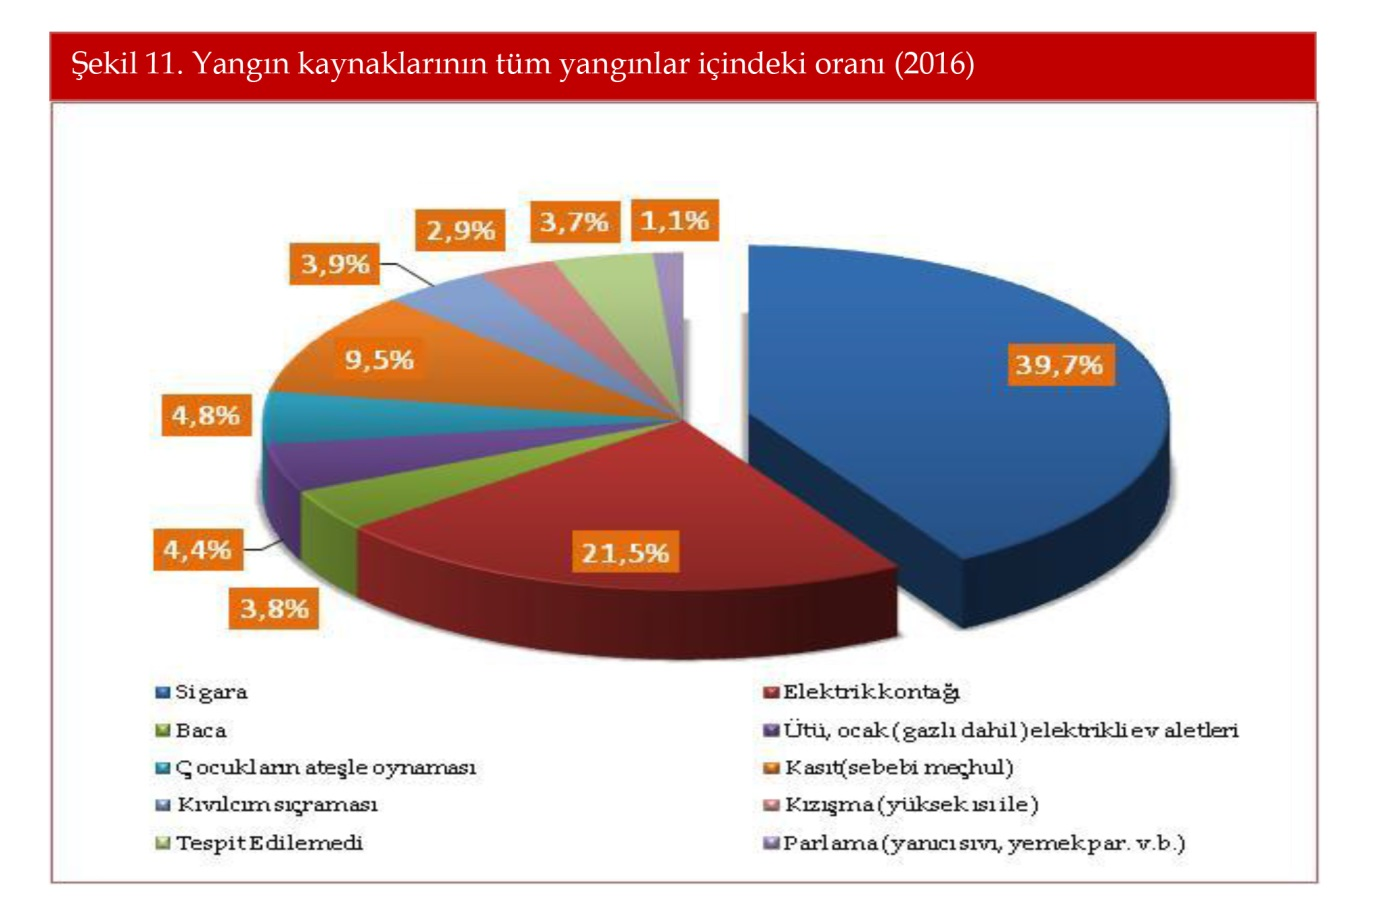 Şekil 11. Yangın kaynaklarının tüm yangınlar içindeki oranı (2016)
2,9%
3,7%
1,1%
3,9%
9,5%
39,7%
4,8%
4,4%
21,5%
3,8%
Sigara
Elektrik kontağı
Baca
Ütü, ocak (gazlı dahil) elektrikli ev aletleri
Çocukların ateşle oynaması
Kasıt(sebebi meçhul)
Kıvılcım sıçraması
Kızışma (yüksek ısı ile)
Tespit Edilemedi
Parlama (yanıcı sıvı, yemek par. v.b.)